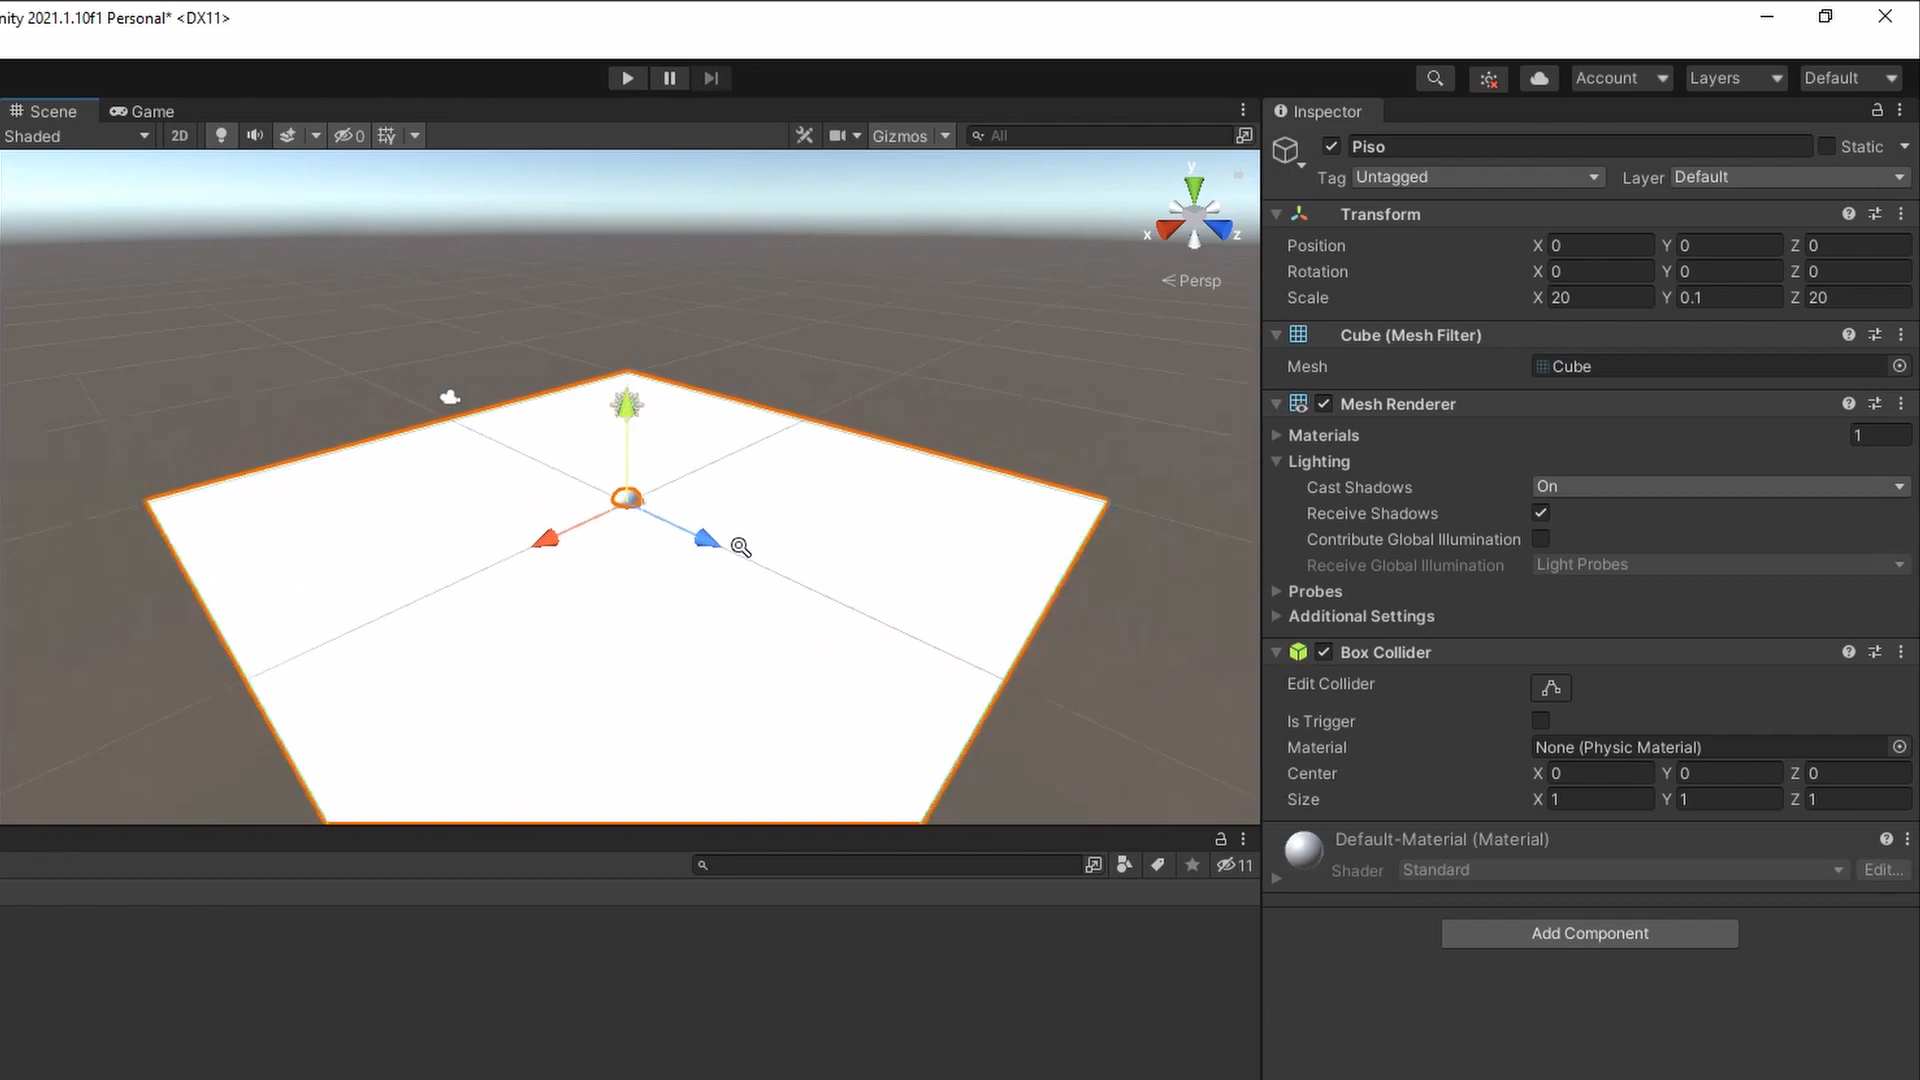 nity 2021.1.10f1 Personal* <DX11>
Account
Layers
Default
Scene
Game
Shaded
2D
0
Gizmos
All
y
x
z
Persp
Inspector
Piso
Static
Tag Untagged
Layer Default
Transform
Position X 0 Y 0 Z 0
Rotation X 0 Y 0 Z 0
Scale X 20 Y 0.1 Z 20
Cube (Mesh Filter)
Mesh Cube
Mesh Renderer
Materials 1
Lighting
Cast Shadows On
Receive Shadows
Contribute Global Illumination
Receive Global Illumination Light Probes
Probes
Additional Settings
Box Collider
Edit Collider
Is Trigger
Material None (Physic Material)
Center X 0 Y 0 Z 0
Size X 1 Y 1 Z 1
Default-Material (Material)
Shader Standard Edit...
11
Add Component